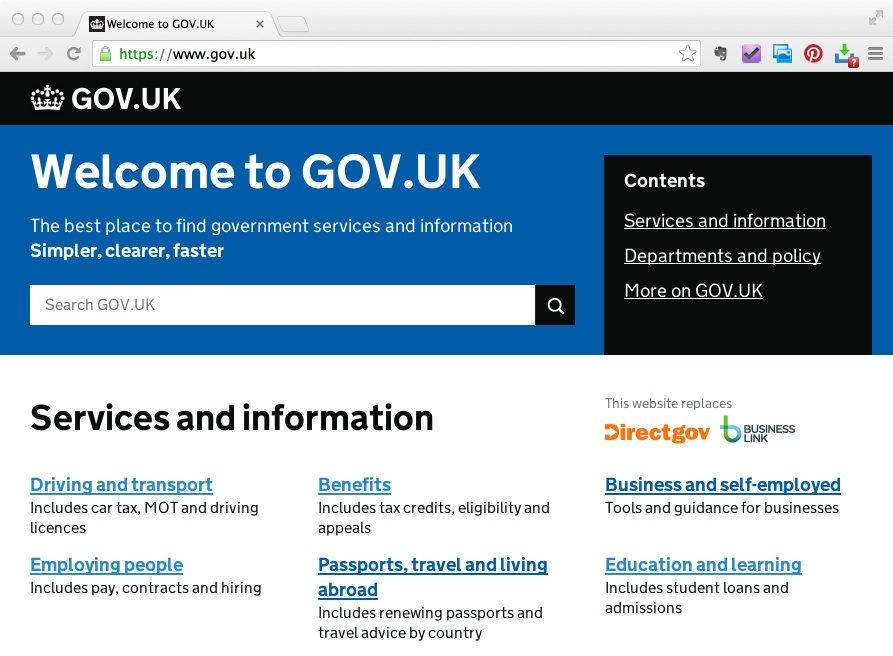 Welcome to GOV.UK
https://www.gov.uk
?
GOV.UK
Welcome to GOV.UK
The best place to find government services and information
Simpler, clearer, faster
Search GOV.UK
Contents
Services and information
Departments and policy
More on GOV.UK
Services and information
This website replaces
Directgov
BUSINESS
LINK
Driving and transport
Includes car tax, MOT and driving
licences
Benefits
Includes tax credits, eligibility and
appeals
Business and self-employed
Tools and guidance for businesses
Employing people
Includes pay, contracts and hiring
Passports, travel and living
abroad
Includes renewing passports and
travel advice by country
Education and learning
Includes student loans and
admissions